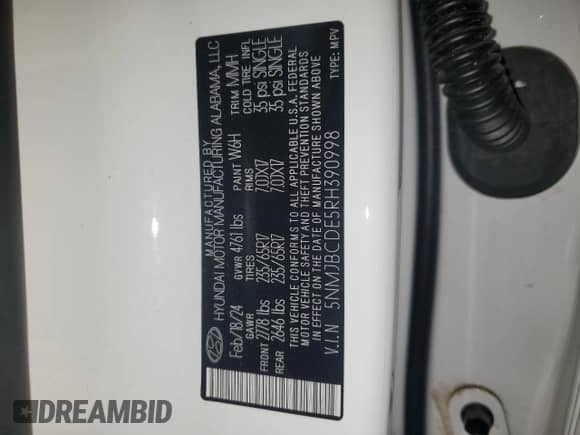 MANUFACTURED BY
HYUNDAI MOTOR MANUFACTURING ALABAMA, LLC
Feb/18/24 GVWR 4761 lbs PAINT W6H TRIM MMH
GAWR TIRES RIMS COLD TIRE INFL
FRONT 2778 lbs 235/65R17 7.0JX17 35 psi SINGLE
REAR 2646 lbs 235/65R17 7.0JX17 35 psi SINGLE
THIS VEHICLE CONFORMS TO ALL APPLICABLE U.S.A. FEDERAL
MOTOR VEHICLE SAFETY AND THEFT PREVENTION STANDARDS
IN EFFECT ON THE DATE OF MANUFACTURE SHOWN ABOVE
V.I.N 5NMJBCDE5RH390998 TYPE: MPV
DREAMBID